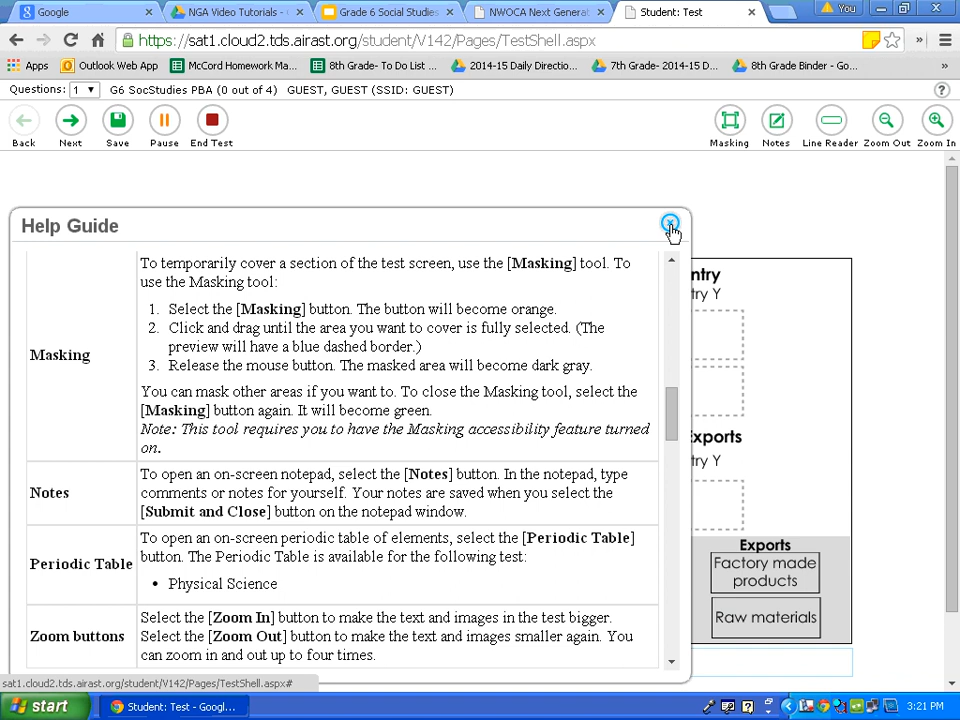 Google
NGA Video Tutorials -
Grade 6 Social Studies
NWOCA Next Generat
Student: Test
You
https://sat1.cloud2.tds.airast.org/student/V142/Pages/TestShell.aspx
Apps
Outlook Web App
McCord Homework Ma...
8th Grade- To Do List ...
2014-15 Daily Directio...
7th Grade- 2014-15 D...
8th Grade Binder - Go...
Questions: 1
G6 SocStudies PBA (0 out of 4)
GUEST, GUEST (SSID: GUEST)
Back
Next
Save
Pause
End Test
Masking
Notes
Line Reader
Zoom Out
Zoom In
Help Guide
Masking
To temporarily cover a section of the test screen, use the [Masking] tool. To
use the Masking tool:
1. Select the [Masking] button. The button will become orange.
2. Click and drag until the area you want to cover is fully selected. (The
preview will have a blue dashed border.)
3. Release the mouse button. The masked area will become dark gray.
You can mask other areas if you want to. To close the Masking tool, select the
[Masking] button again. It will become green.
Note: This tool requires you to have the Masking accessibility feature turned
on.
Notes
To open an on-screen notepad, select the [Notes] button. In the notepad, type
comments or notes for yourself. Your notes are saved when you select the
[Submit and Close] button on the notepad window.
Periodic Table
To open an on-screen periodic table of elements, select the [Periodic Table]
button. The Periodic Table is available for the following test:
• Physical Science
Zoom buttons
Select the [Zoom In] button to make the text and images in the test bigger.
Select the [Zoom Out] button to make the text and images smaller again. You
can zoom in and out up to four times.
ntry
ry Y
Exports
ry Y
Exports
Factory made
products
Raw materials
sat1.cloud2.tds.airast.org/student/V142/Pages/TestShell.aspx#
start
Student: Test - Googl...
3:21 PM